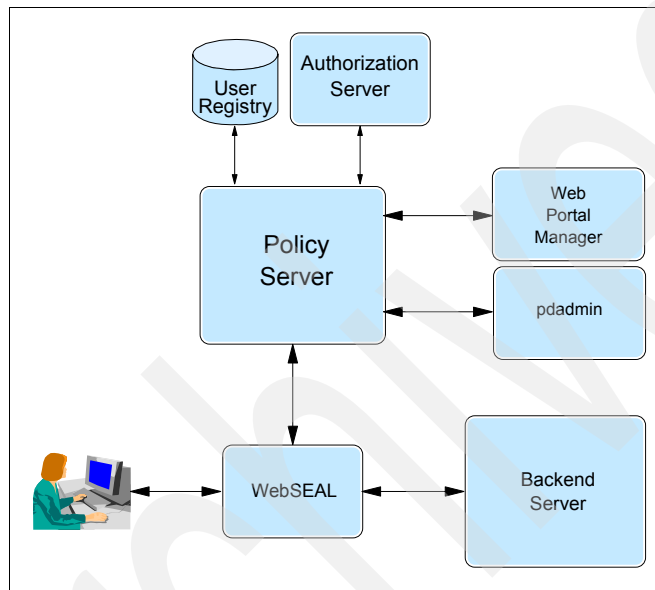 User
Registry
Authorization
Server
Policy
Server
Web
Portal
Manager
pdadmin
WebSEAL
Backend
Server